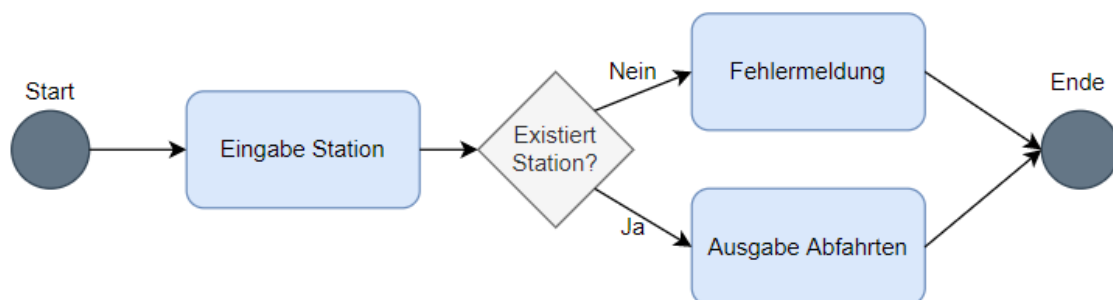 Start
Eingabe Station
Existiert
Station?
Nein
Fehlermeldung
Ja
Ausgabe Abfahrten
Ende